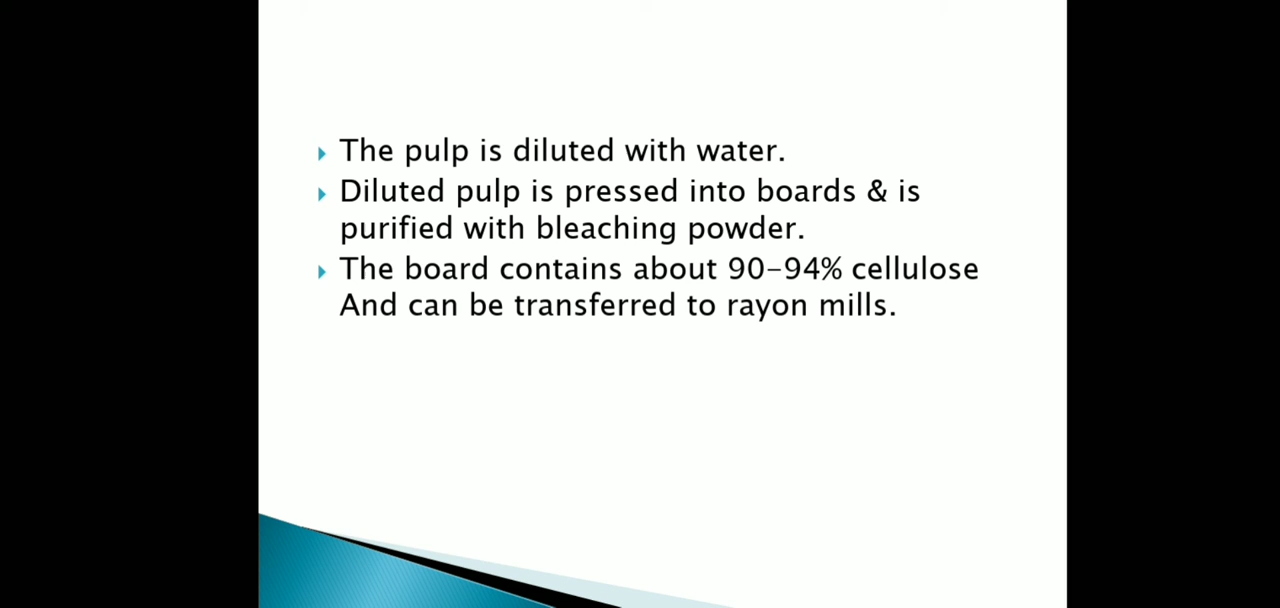 The pulp is diluted with water.
Diluted pulp is pressed into boards & is
purified with bleaching powder.
The board contains about 90-94% cellulose
And can be transferred to rayon mills.